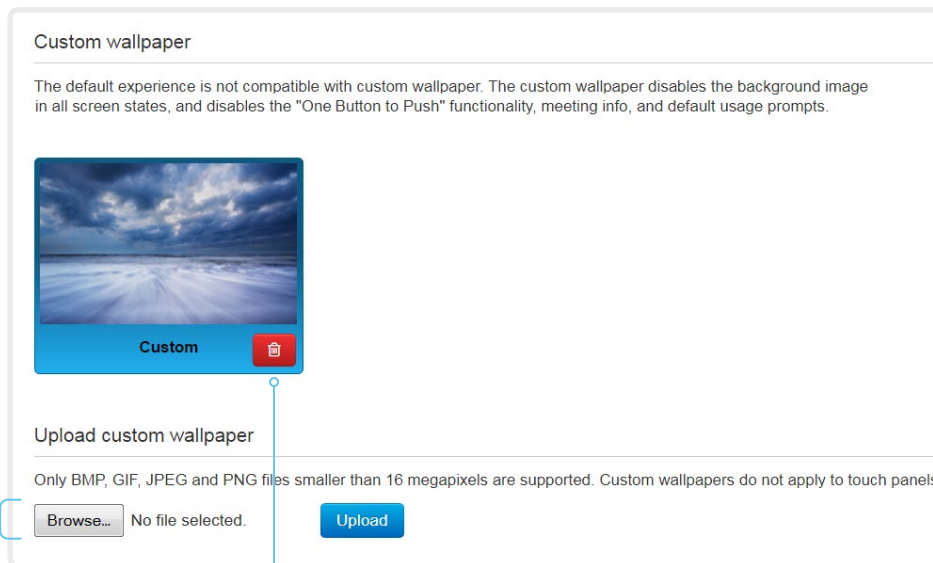 Custom wallpaper
The default experience is not compatible with custom wallpaper. The custom wallpaper disables the background image
in all screen states, and disables the "One Button to Push" functionality, meeting info, and default usage prompts.
Custom
Upload custom wallpaper
Only BMP, GIF, JPEG and PNG files smaller than 16 megapixels are supported. Custom wallpapers do not apply to touch panels
Browse... No file selected. Upload